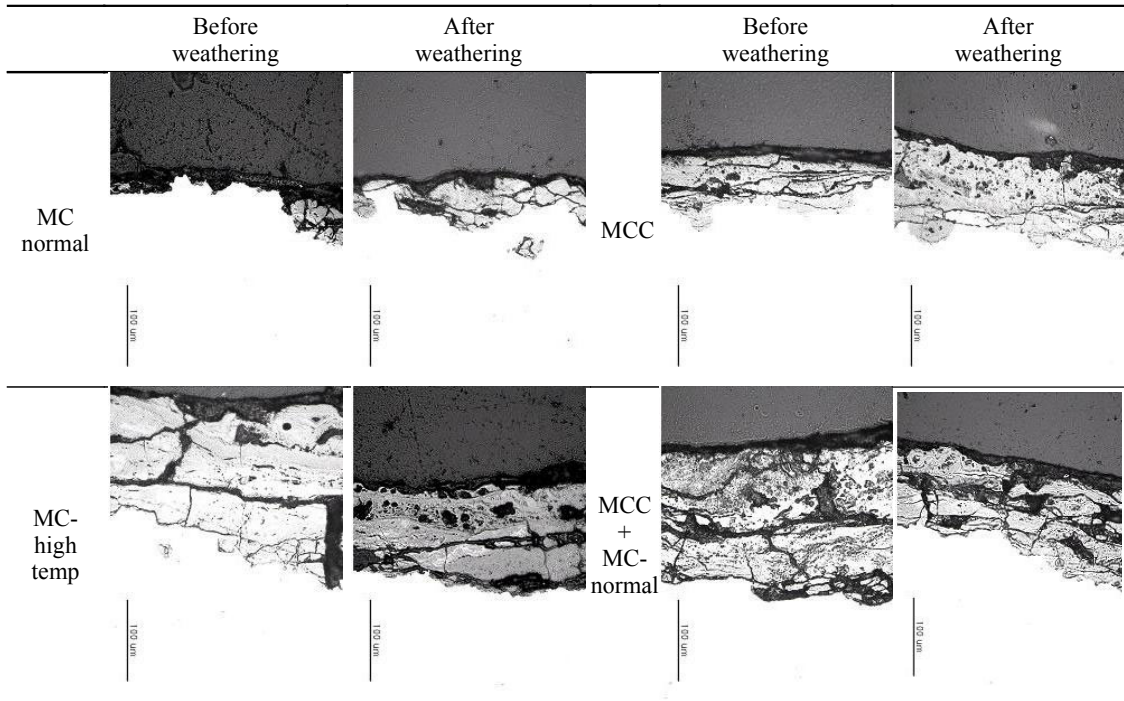 Before
weathering
After
weathering
Before
weathering
After
weathering
MC
normal
100 um
100 um
MCC
100 um
100 um
MC-
high
temp
100 um
100 um
MCC
+
MC-
normal
100 um
100 um